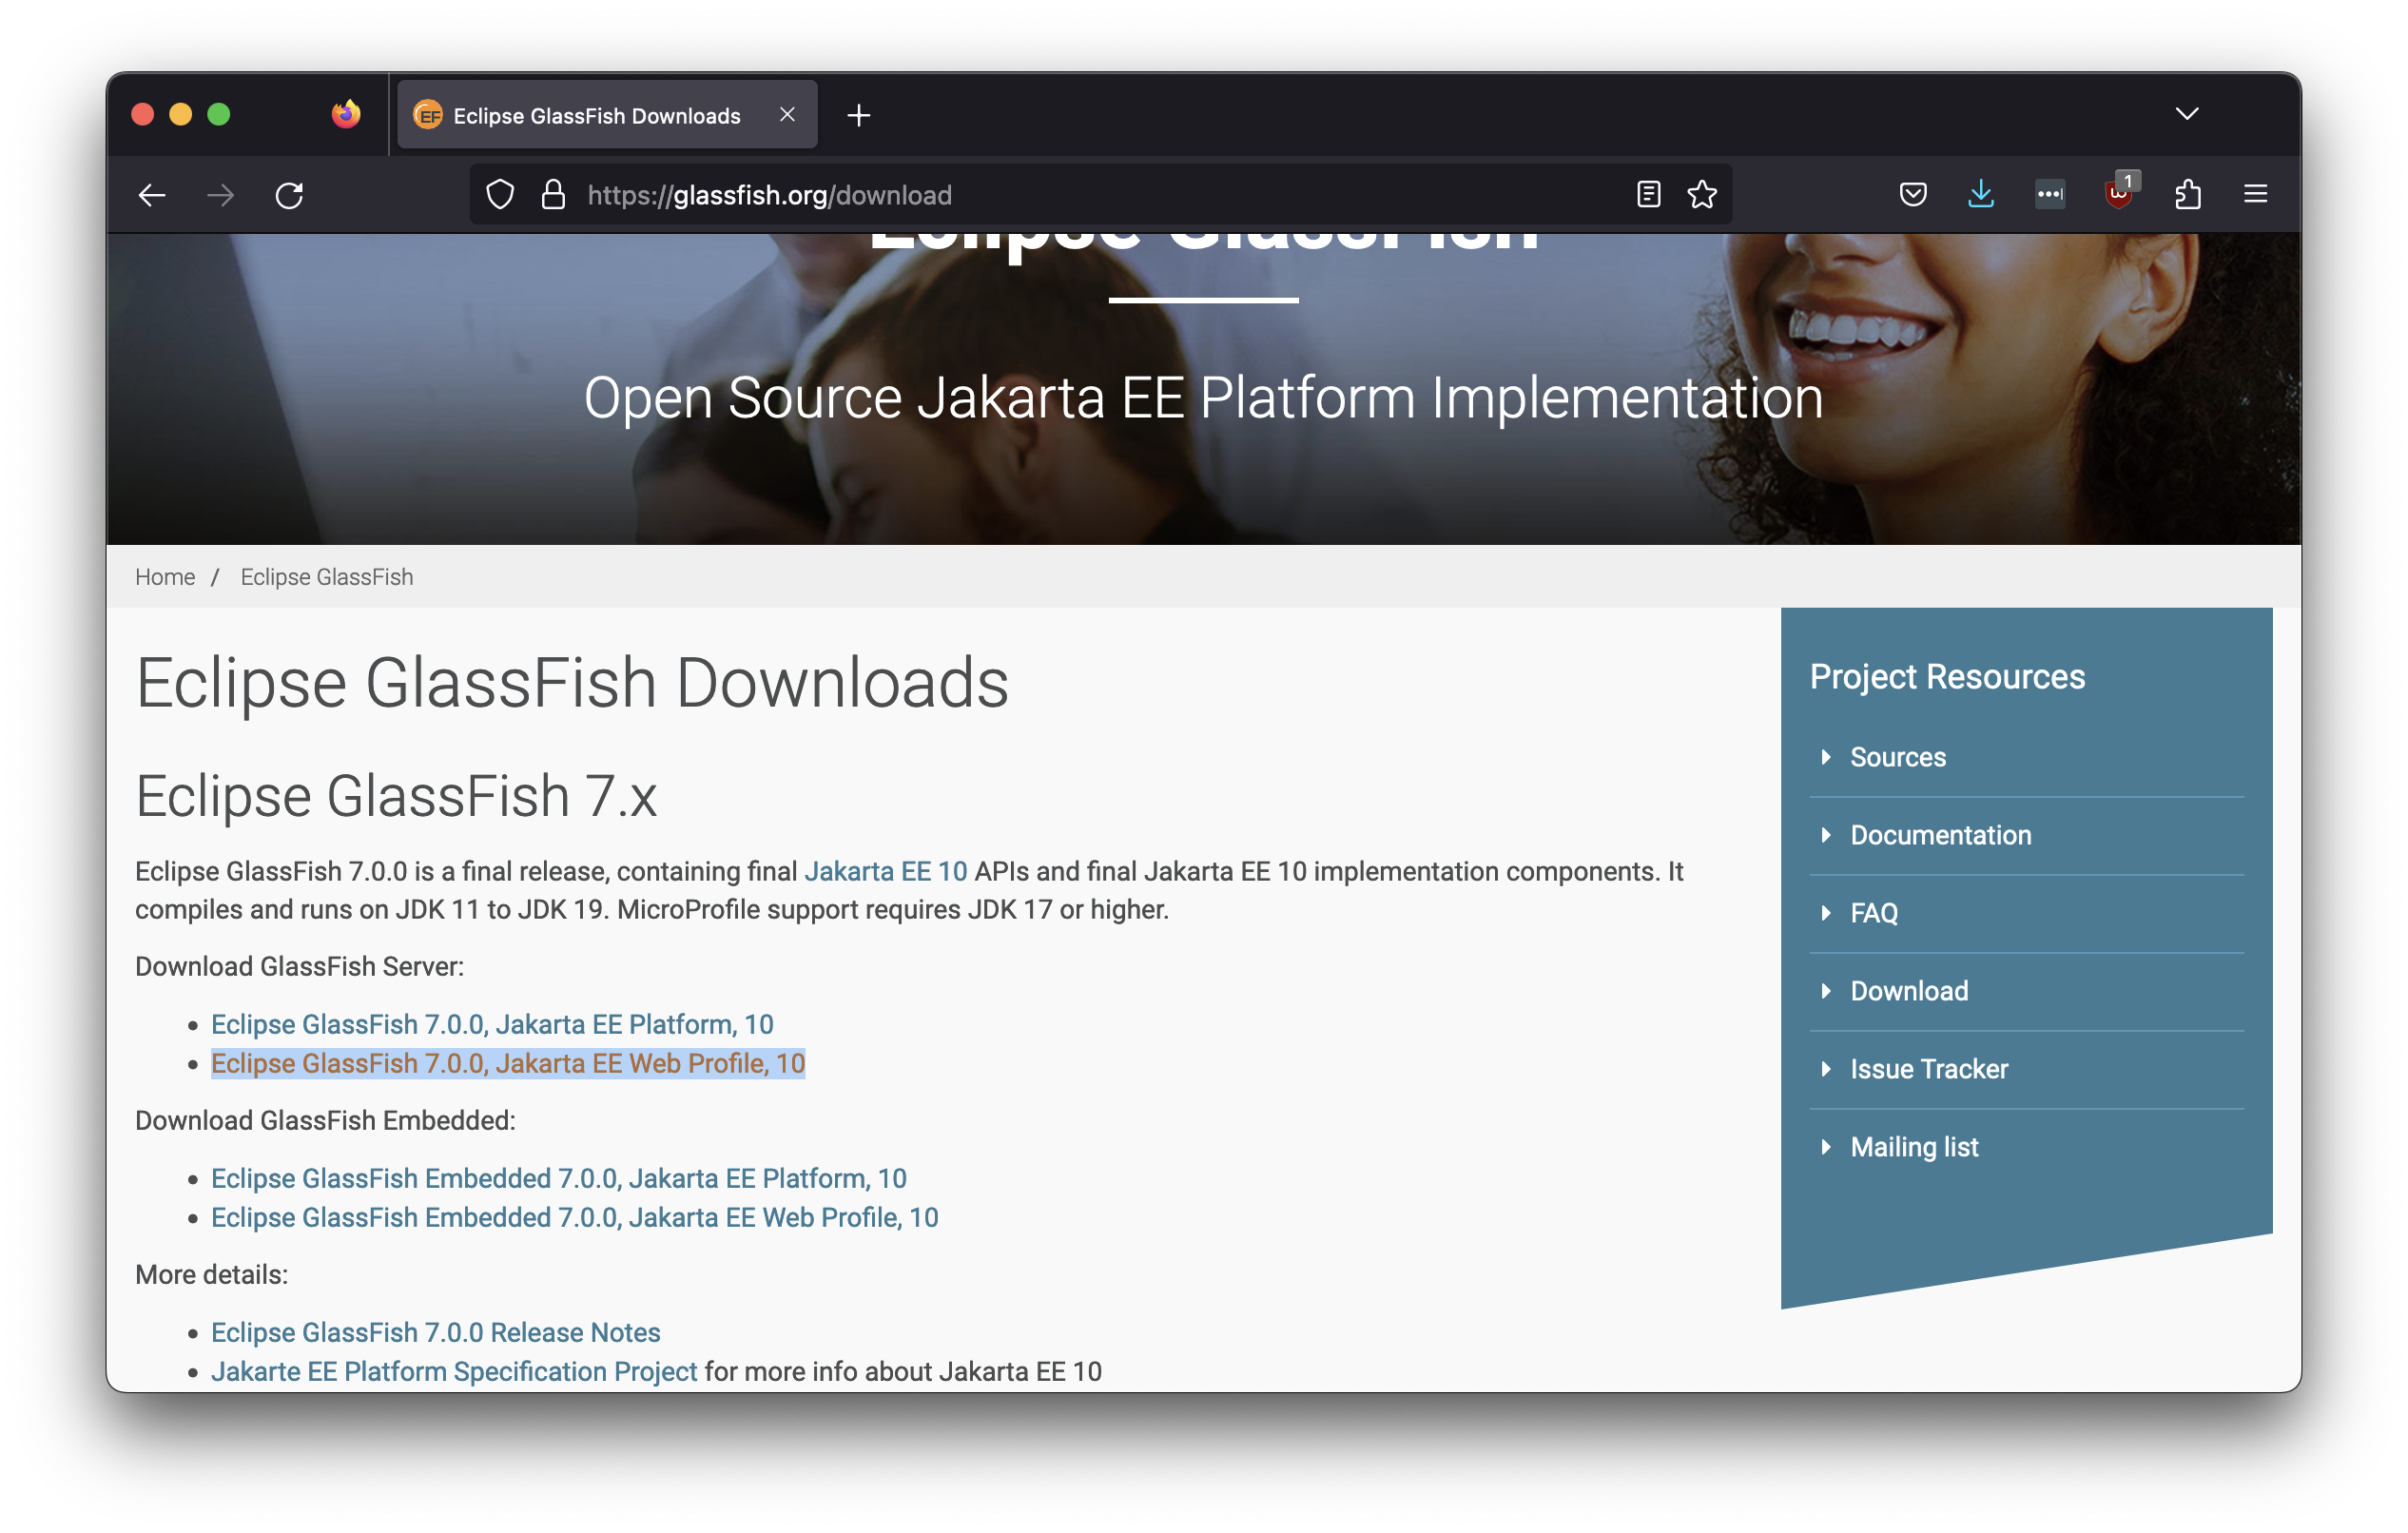 EF Eclipse GlassFish Downloads
https://glassfish.org/download
1
Eclipse GlassFish
Open Source Jakarta EE Platform Implementation
Home / Eclipse GlassFish
Eclipse GlassFish Downloads
Eclipse GlassFish 7.x
Eclipse GlassFish 7.0.0 is a final release, containing final Jakarta EE 10 APIs and final Jakarta EE 10 implementation components. It
compiles and runs on JDK 11 to JDK 19. MicroProfile support requires JDK 17 or higher.
Download GlassFish Server:
Eclipse GlassFish 7.0.0, Jakarta EE Platform, 10
Eclipse GlassFish 7.0.0, Jakarta EE Web Profile, 10
Download GlassFish Embedded:
Eclipse GlassFish Embedded 7.0.0, Jakarta EE Platform, 10
Eclipse GlassFish Embedded 7.0.0, Jakarta EE Web Profile, 10
More details:
Eclipse GlassFish 7.0.0 Release Notes
Jakarte EE Platform Specification Project for more info about Jakarta EE 10
Project Resources
Sources
Documentation
FAQ
Download
Issue Tracker
Mailing list